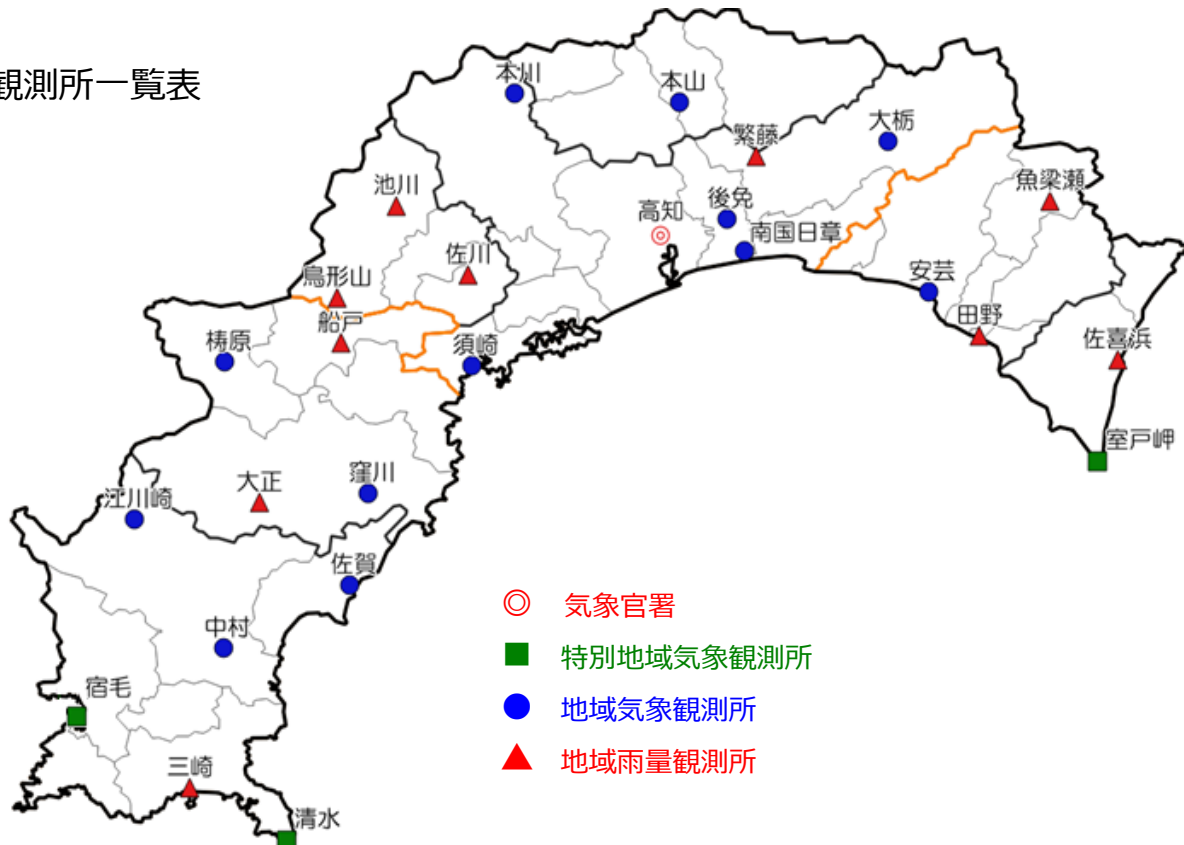 観測所一覧表
本川
本山
大栃
繁藤
魚梁瀬
池川
高知
後免
南国日章
佐川
鳥形山
安芸
船戸
田野
梼原
須崎
佐喜浜
室戸岬
大正
窪川
江川崎
佐賀
中村
宿毛
三崎
清水
気象官署
特別地域気象観測所
地域気象観測所
地域雨量観測所